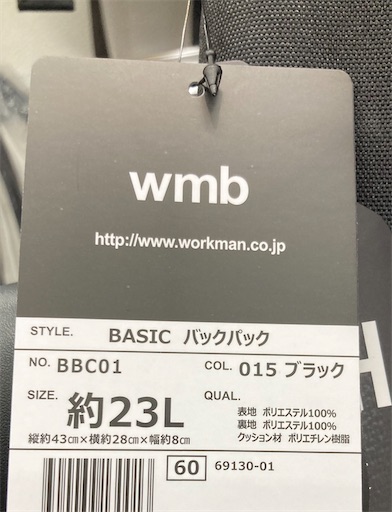 wmb
http://www.workman.co.jp
STYLE. BASIC バックパック
NO. BBC01 COL. 015 ブラック
SIZE. 約23L QUAL.
縦約43㎝×横約28㎝×幅約8㎝
表地 ポリエステル100%
裏地 ポリエステル100%
クッション材 ポリエチレン樹脂
60 69130-01
H